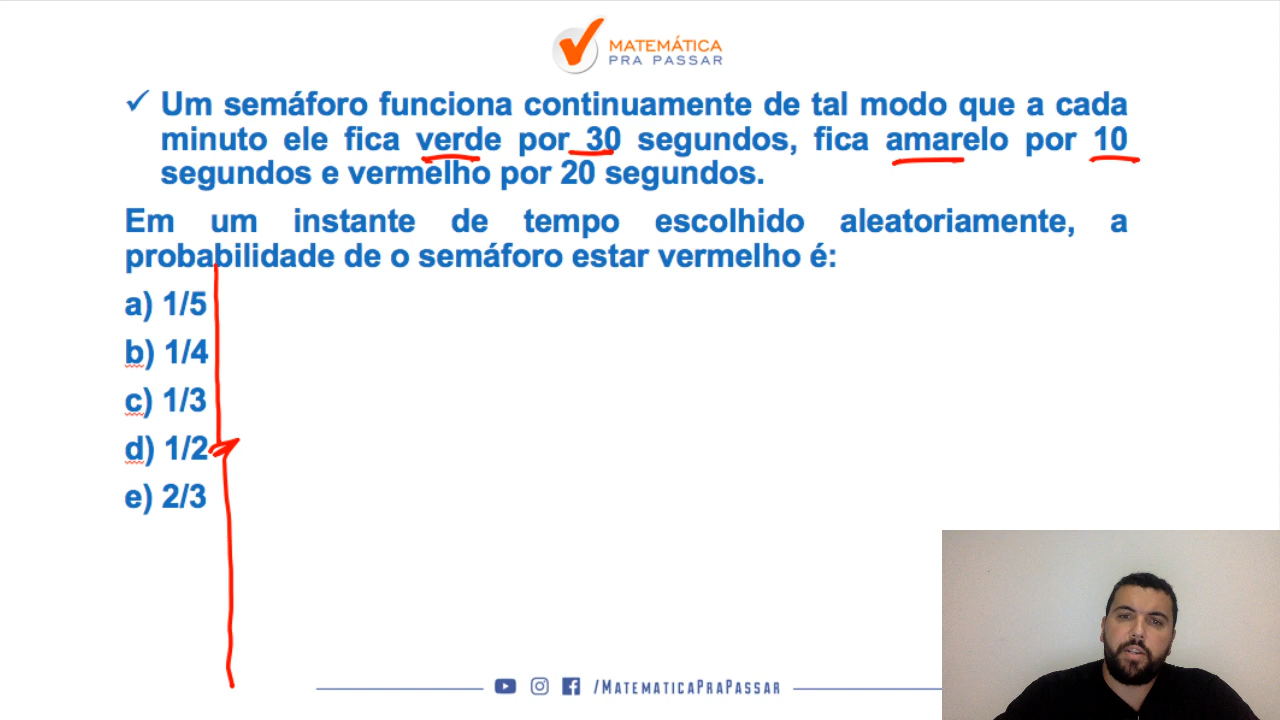 MATEMÁTICA
PRA PASSAR
✓ Um semáforo funciona continuamente de tal modo que a cada
minuto ele fica verde por 30 segundos, fica amarelo por 10
segundos e vermelho por 20 segundos.
Em um instante de tempo escolhido aleatoriamente, a
probabilidade de o semáforo estar vermelho é:
a) 1/5
b) 1/4
c) 1/3
d) 1/2
e) 2/3
/MATEMATICAPRAPASSAR